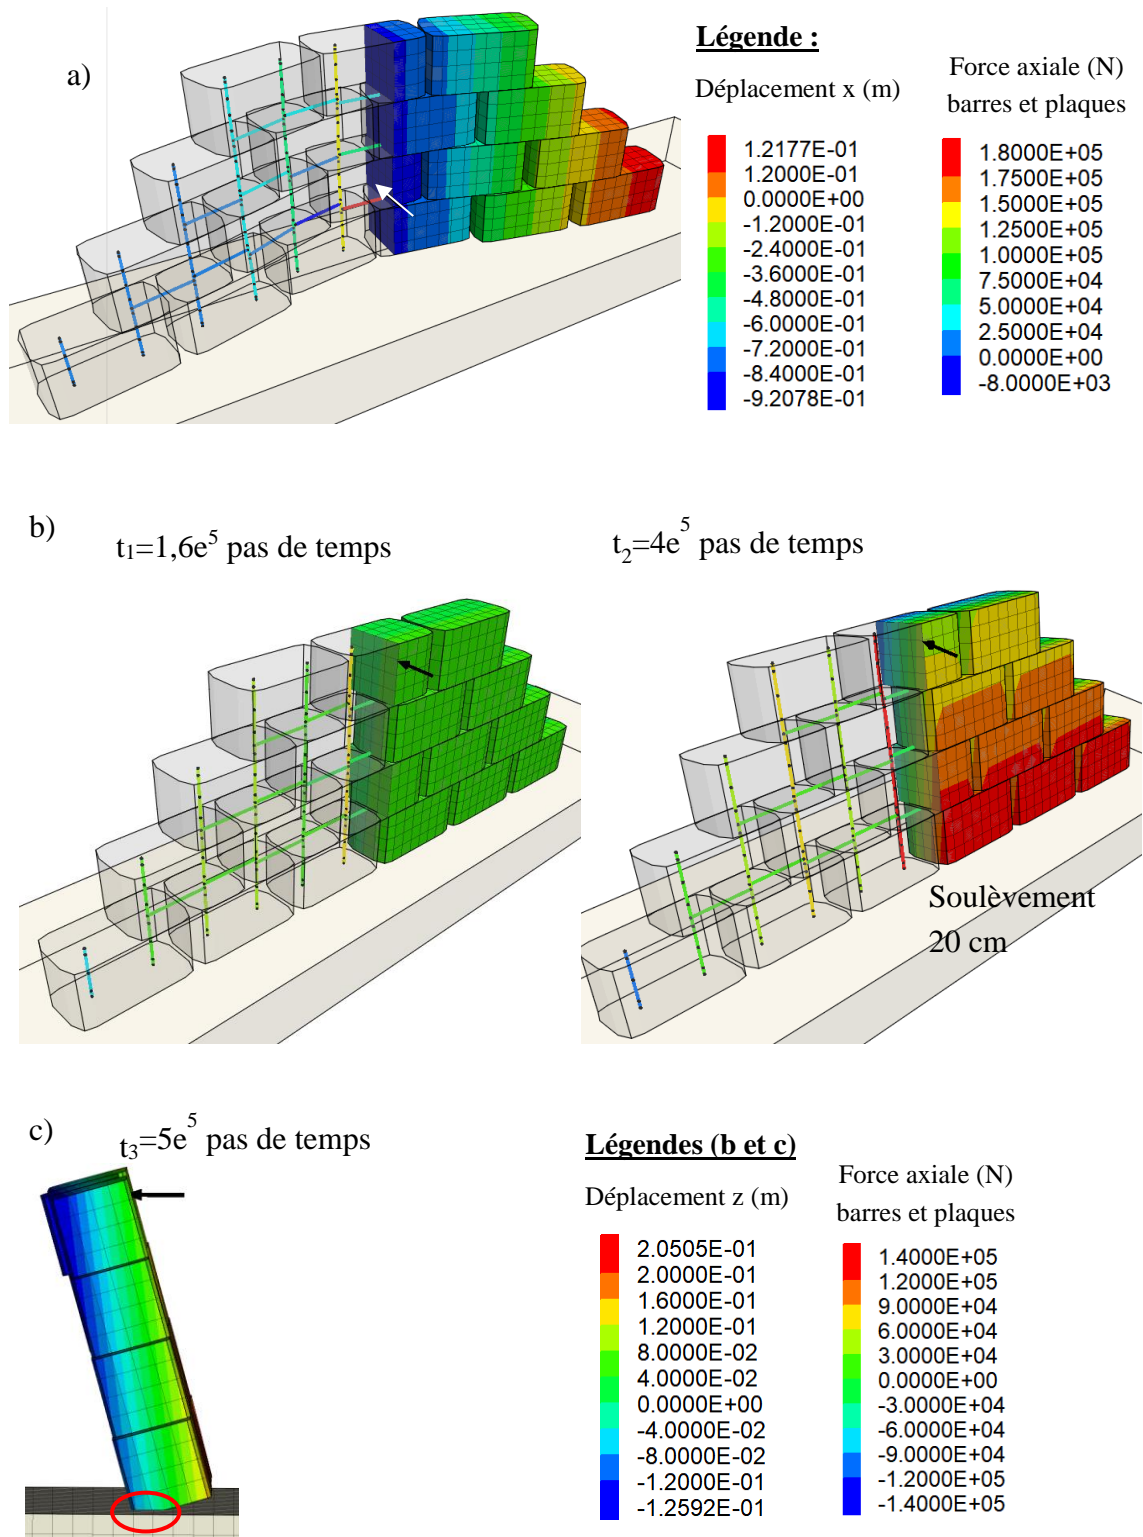 a)
Légende :
Déplacement x (m)
1.2177E-01
1.2000E-01
0.0000E+00
-1.2000E-01
-2.4000E-01
-3.6000E-01
-4.8000E-01
-6.0000E-01
-7.2000E-01
-8.4000E-01
-9.2078E-01
Force axiale (N)
barres et plaques
1.8000E+05
1.7500E+05
1.5000E+05
1.2500E+05
1.0000E+05
7.5000E+04
5.0000E+04
2.5000E+04
0.0000E+00
-8.0000E+03
b)
t1=1,6e5 pas de temps
t2=4e5 pas de temps
Soulèvement
20 cm
c)
t3=5e5 pas de temps
Légendes (b et c)
Déplacement z (m)
2.0505E-01
2.0000E-01
1.6000E-01
1.2000E-01
8.0000E-02
4.0000E-02
0.0000E+00
-4.0000E-02
-8.0000E-02
-1.2000E-01
-1.2592E-01
Force axiale (N)
barres et plaques
1.4000E+05
1.2000E+05
9.0000E+04
6.0000E+04
3.0000E+04
0.0000E+00
-3.0000E+04
-6.0000E+04
-9.0000E+04
-1.2000E+05
-1.4000E+05